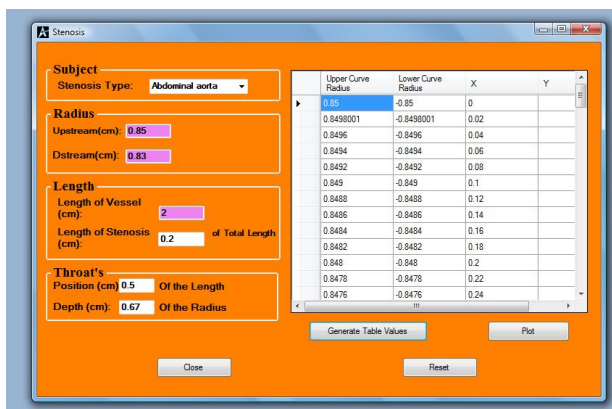 Stenosis
Subject
Stenosis Type: Abdominal aorta
Radius
Upstream(cm): 0.85
Dstream(cm): 0.83
Length
Length of Vessel
(cm): 2
Length of Stenosis of Total Length
(cm): 0.2
Throat's
Position (cm) 0.5 Of the Length
Depth (cm): 0.67 Of the Radius
Upper Curve Radius Lower Curve Radius X Y
0.85 -0.85 0
0.8498001 -0.8498001 0.02
0.8496 -0.8496 0.04
0.8494 -0.8494 0.06
0.8492 -0.8492 0.08
0.849 -0.849 0.1
0.8488 -0.8488 0.12
0.8486 -0.8486 0.14
0.8484 -0.8484 0.16
0.8482 -0.8482 0.18
0.848 -0.848 0.2
0.8478 -0.8478 0.22
0.8476 -0.8476 0.24
Generate Table Values Plot
Close Reset